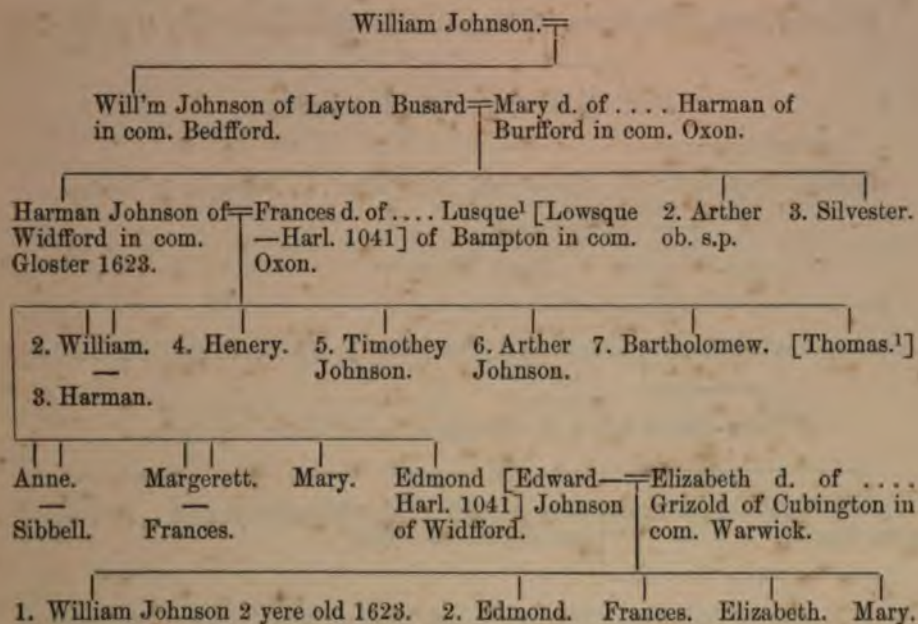 William Johnson.
Will'm Johnson of Layton Busard Mary d. of . . . . Harman of
in com. Bedfford. Burfford in com. Oxon.
Harman Johnson of Frances d. of . . . . Lusque¹ [Lowsque 2. Arther 3. Silvester.
Widfford in com. —Harl. 1041] of Bampton in com. ob. s.p.
Gloster 1623. Oxon.
2. William. 4. Henery. 5. Timothey 6. Arther 7. Bartholomew. [Thomas.¹]
— Johnson. Johnson.
3. Harman.
Anne. Margerett. Mary. Edmond [Edward— Elizabeth d. of . . . .
— — Harl. 1041] Johnson Grizold of Cubington in
Sibbell. Frances. of Widfford. com. Warwick.
1. William Johnson 2 yere old 1623. 2. Edmond. Frances. Elizabeth. Mary.